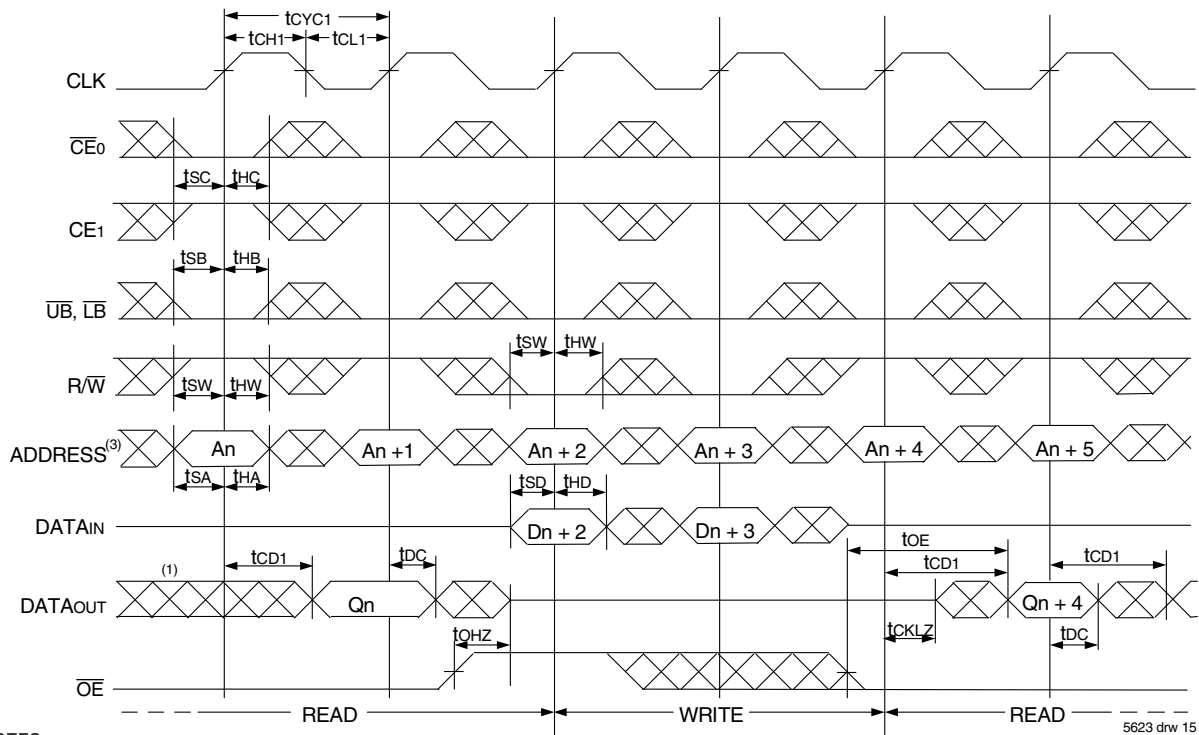 tCYC1
tCH1 tCL1
CLK
CE0
tSC tHC
CE1
tSB tHB
UB, LB
tSW tHW
R/W
tSW tHW
ADDRESS(3) An An +1 An + 2 An + 3 An + 4 An + 5
tSA tHA
tSD tHD
DATAIN Dn + 2 Dn + 3
tOE
(1) tCD1 tDC tCD1 tCD1
DATAOUT Qn Qn + 4
tOHZ tCKLZ tDC
OE
READ WRITE READ
5623 drw 15